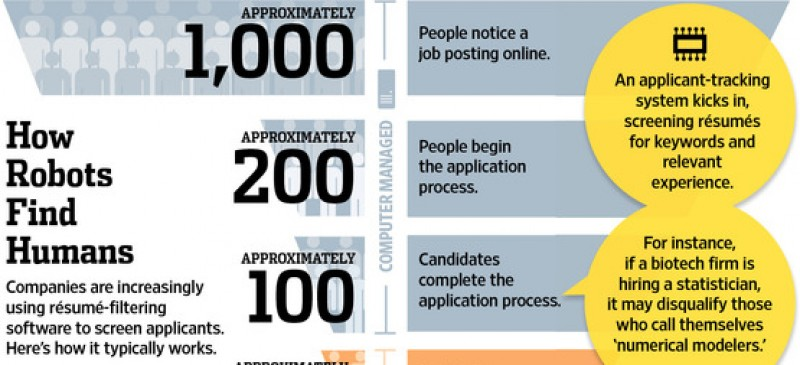 APPROXIMATELY
1,000
People notice a
job posting online.
An applicant-tracking
system kicks in,
screening résumés
for keywords and
relevant
experience.
How
Robots
Find
Humans
Companies are increasingly
using résumé-filtering
software to screen applicants.
Here's how it typically works.
APPROXIMATELY
200
COMPUTER MANAGED
People begin
the application
process.
APPROXIMATELY
100
Candidates
complete the
application process.
For instance,
if a biotech firm is
hiring a statistician,
it may disqualify those
who call themselves
‘numerical modelers.’
APPROXIMATELY